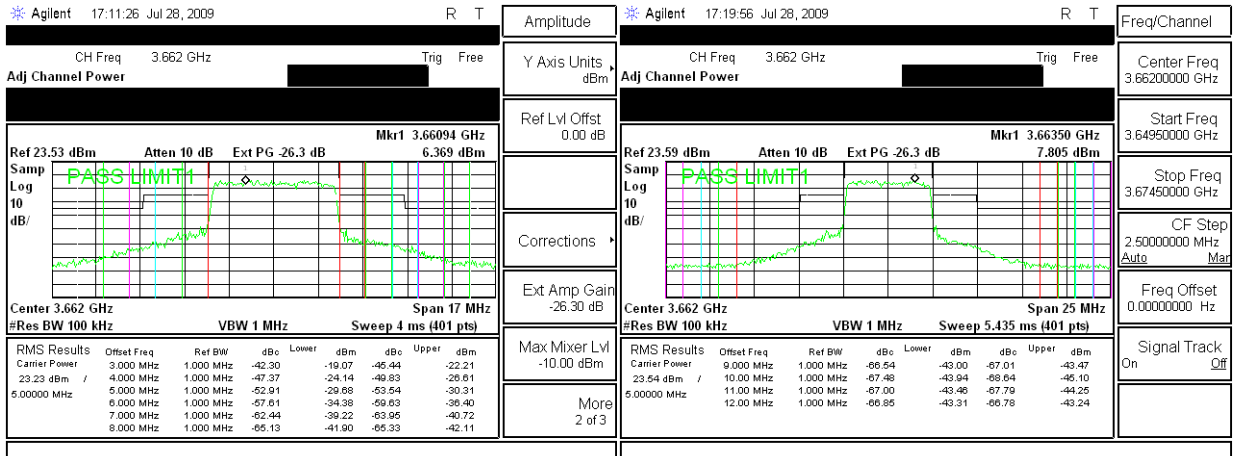 Agilent 17:11:26 Jul 28, 2009 R T
CH Freq 3.662 GHz Trig Free
Adj Channel Power
Mkr1 3.66094 GHz
Ref 23.53 dBm Atten 10 dB Ext PG -26.3 dB 6.369 dBm
Samp
Log
10
dB/
PASS LIMIT1
Center 3.662 GHz Span 17 MHz
#Res BW 100 kHz VBW 1 MHz Sweep 4 ms (401 pts)
RMS Results Offset Freq Ref BW dBc Lower dBm dBc Upper dBm
Carrier Power 3.000 MHz 1.000 MHz -42.30 -19.07 -45.44 -22.21
23.23 dBm / 4.000 MHz 1.000 MHz -47.37 -24.14 -49.83 -26.61
5.00000 MHz 5.000 MHz 1.000 MHz -52.91 -29.68 -53.54 -30.31
6.000 MHz 1.000 MHz -57.61 -34.38 -59.63 -36.40
7.000 MHz 1.000 MHz -62.44 -39.22 -63.95 -40.72
8.000 MHz 1.000 MHz -65.13 -41.90 -65.33 -42.11
Amplitude
Y Axis Units
dBm
Ref Lvl Offst
0.00 dB
Corrections
Ext Amp Gain
-26.30 dB
Max Mixer Lvl
-10.00 dBm
More
2 of 3
Agilent 17:19:56 Jul 28, 2009 R T
CH Freq 3.662 GHz Trig Free
Adj Channel Power
Mkr1 3.66350 GHz
Ref 23.59 dBm Atten 10 dB Ext PG -26.3 dB 7.805 dBm
Samp
Log
10
dB/
PASS LIMIT1
Center 3.662 GHz Span 25 MHz
#Res BW 100 kHz VBW 1 MHz Sweep 5.435 ms (401 pts)
RMS Results Offset Freq Ref BW dBc Lower dBm dBc Upper dBm
Carrier Power 9.000 MHz 1.000 MHz -66.54 -43.00 -67.01 -43.47
23.54 dBm / 10.00 MHz 1.000 MHz -67.48 -43.94 -68.64 -45.10
5.00000 MHz 11.00 MHz 1.000 MHz -67.00 -43.46 -67.79 -44.25
12.00 MHz 1.000 MHz -66.85 -43.31 -66.78 -43.24
Freq/Channel
Center Freq
3.66200000 GHz
Start Freq
3.64950000 GHz
Stop Freq
3.67450000 GHz
CF Step
2.50000000 MHz
Auto Man
Freq Offset
0.00000000 Hz
Signal Track
On Off